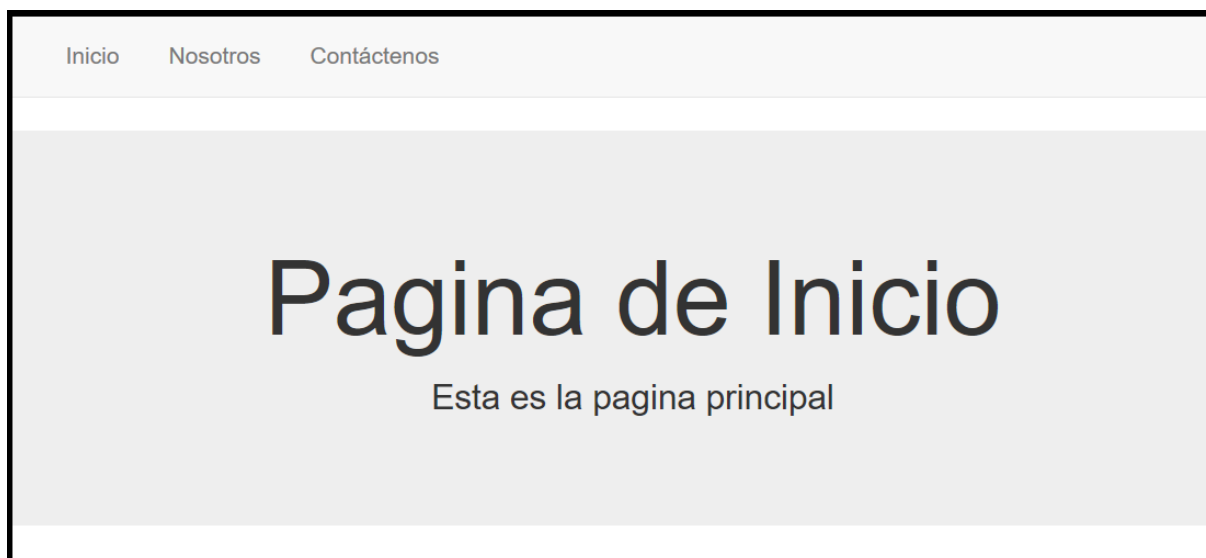 Inicio Nosotros Contáctenos
Pagina de Inicio
Esta es la pagina principal